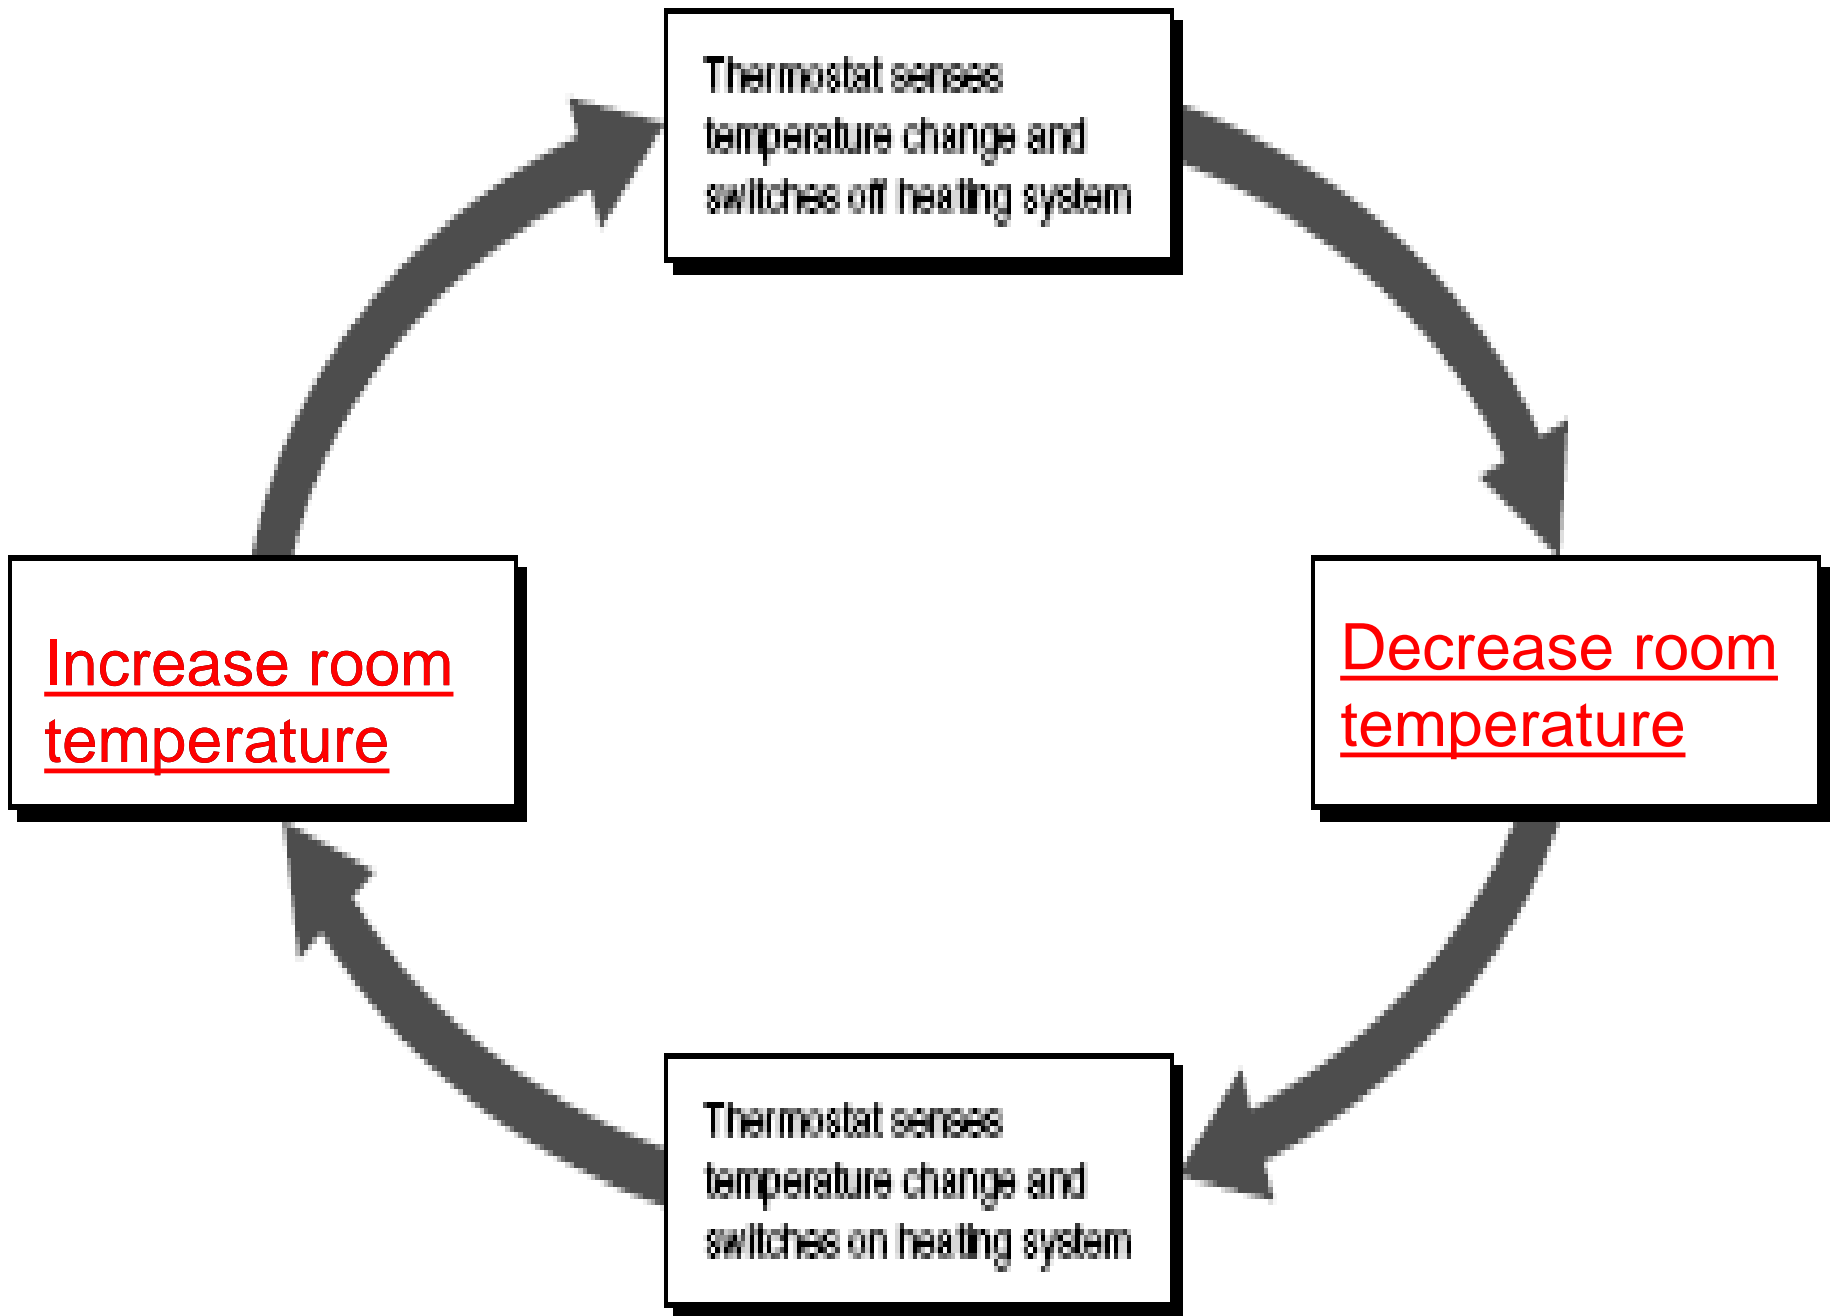 Thermostat senses
temperature change and
switches off heating system
Increase room
temperature
Decrease room
temperature
Thermostat senses
temperature change and
switches on heating system